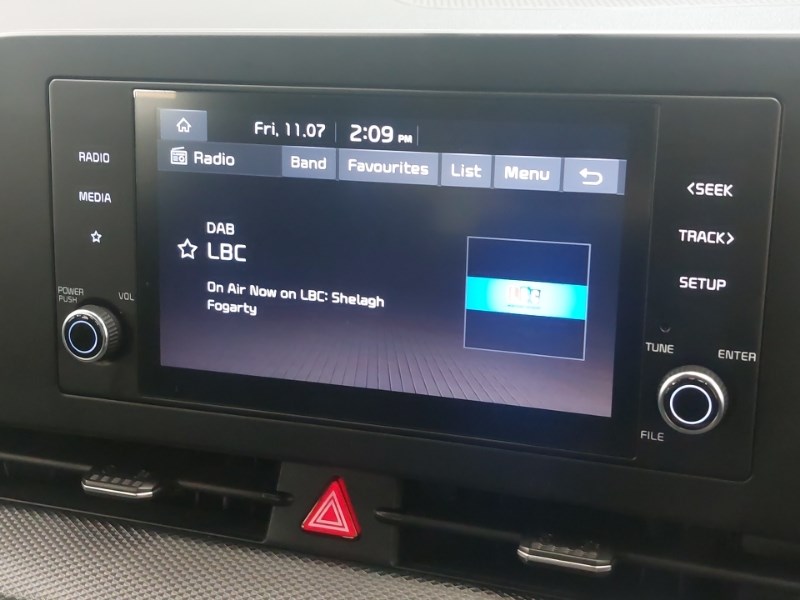 Fri, 11.07 2:09 PM
Radio Band Favourites List Menu
DAB
LBC
On Air Now on LBC: Shelagh
Fogarty
LBC
RADIO
MEDIA
POWER
PUSH
VOL
<SEEK
TRACK>
SETUP
TUNE
ENTER
FILE